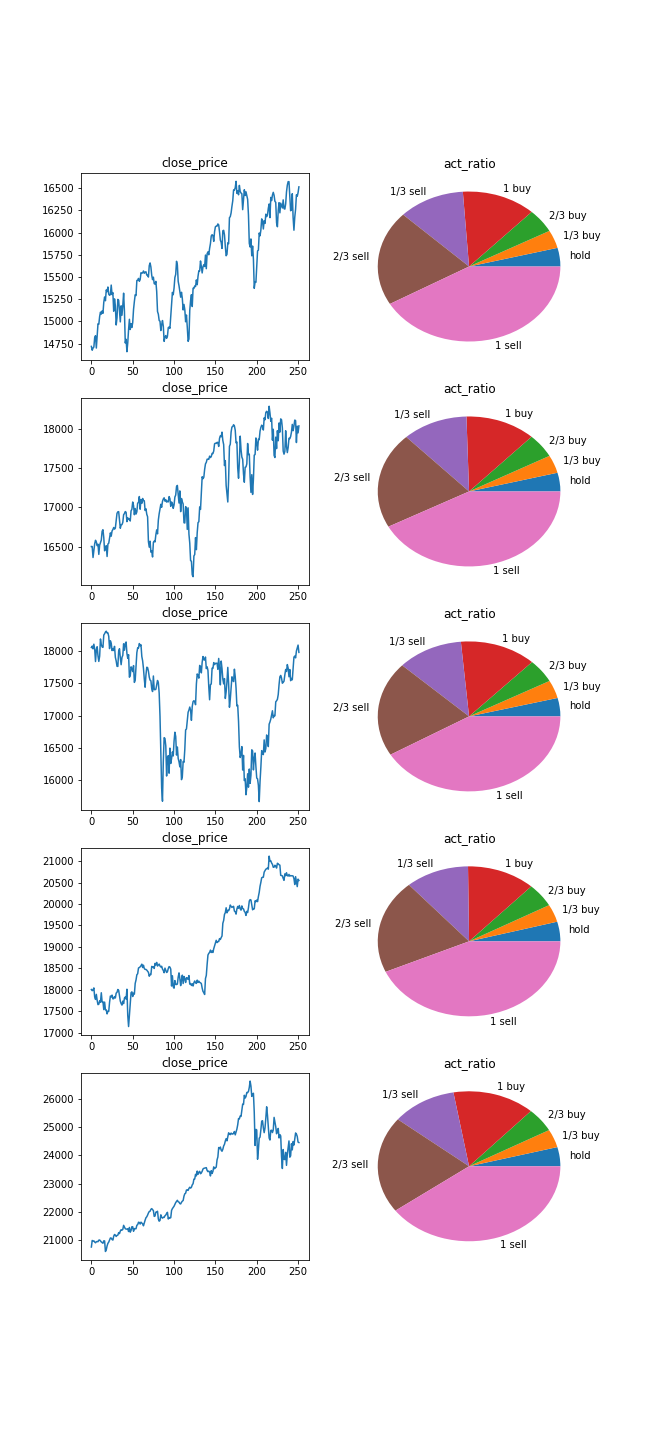 close_price
16500
16250
16000
15750
15500
15250
15000
14750
0 50 100 150 200 250
act_ratio
1/3 sell
1 buy
2/3 buy
1/3 buy
hold
2/3 sell
1 sell
close_price
18000
17500
17000
16500
0 50 100 150 200 250
act_ratio
1/3 sell
1 buy
2/3 buy
1/3 buy
hold
2/3 sell
1 sell
close_price
18000
17500
17000
16500
16000
0 50 100 150 200 250
act_ratio
1/3 sell
1 buy
2/3 buy
1/3 buy
hold
2/3 sell
1 sell
close_price
21000
20500
20000
19500
19000
18500
18000
17500
17000
0 50 100 150 200 250
act_ratio
1/3 sell
1 buy
2/3 buy
1/3 buy
hold
2/3 sell
1 sell
close_price
26000
25000
24000
23000
22000
21000
0 50 100 150 200 250
act_ratio
1/3 sell
1 buy
2/3 buy
1/3 buy
hold
2/3 sell
1 sell